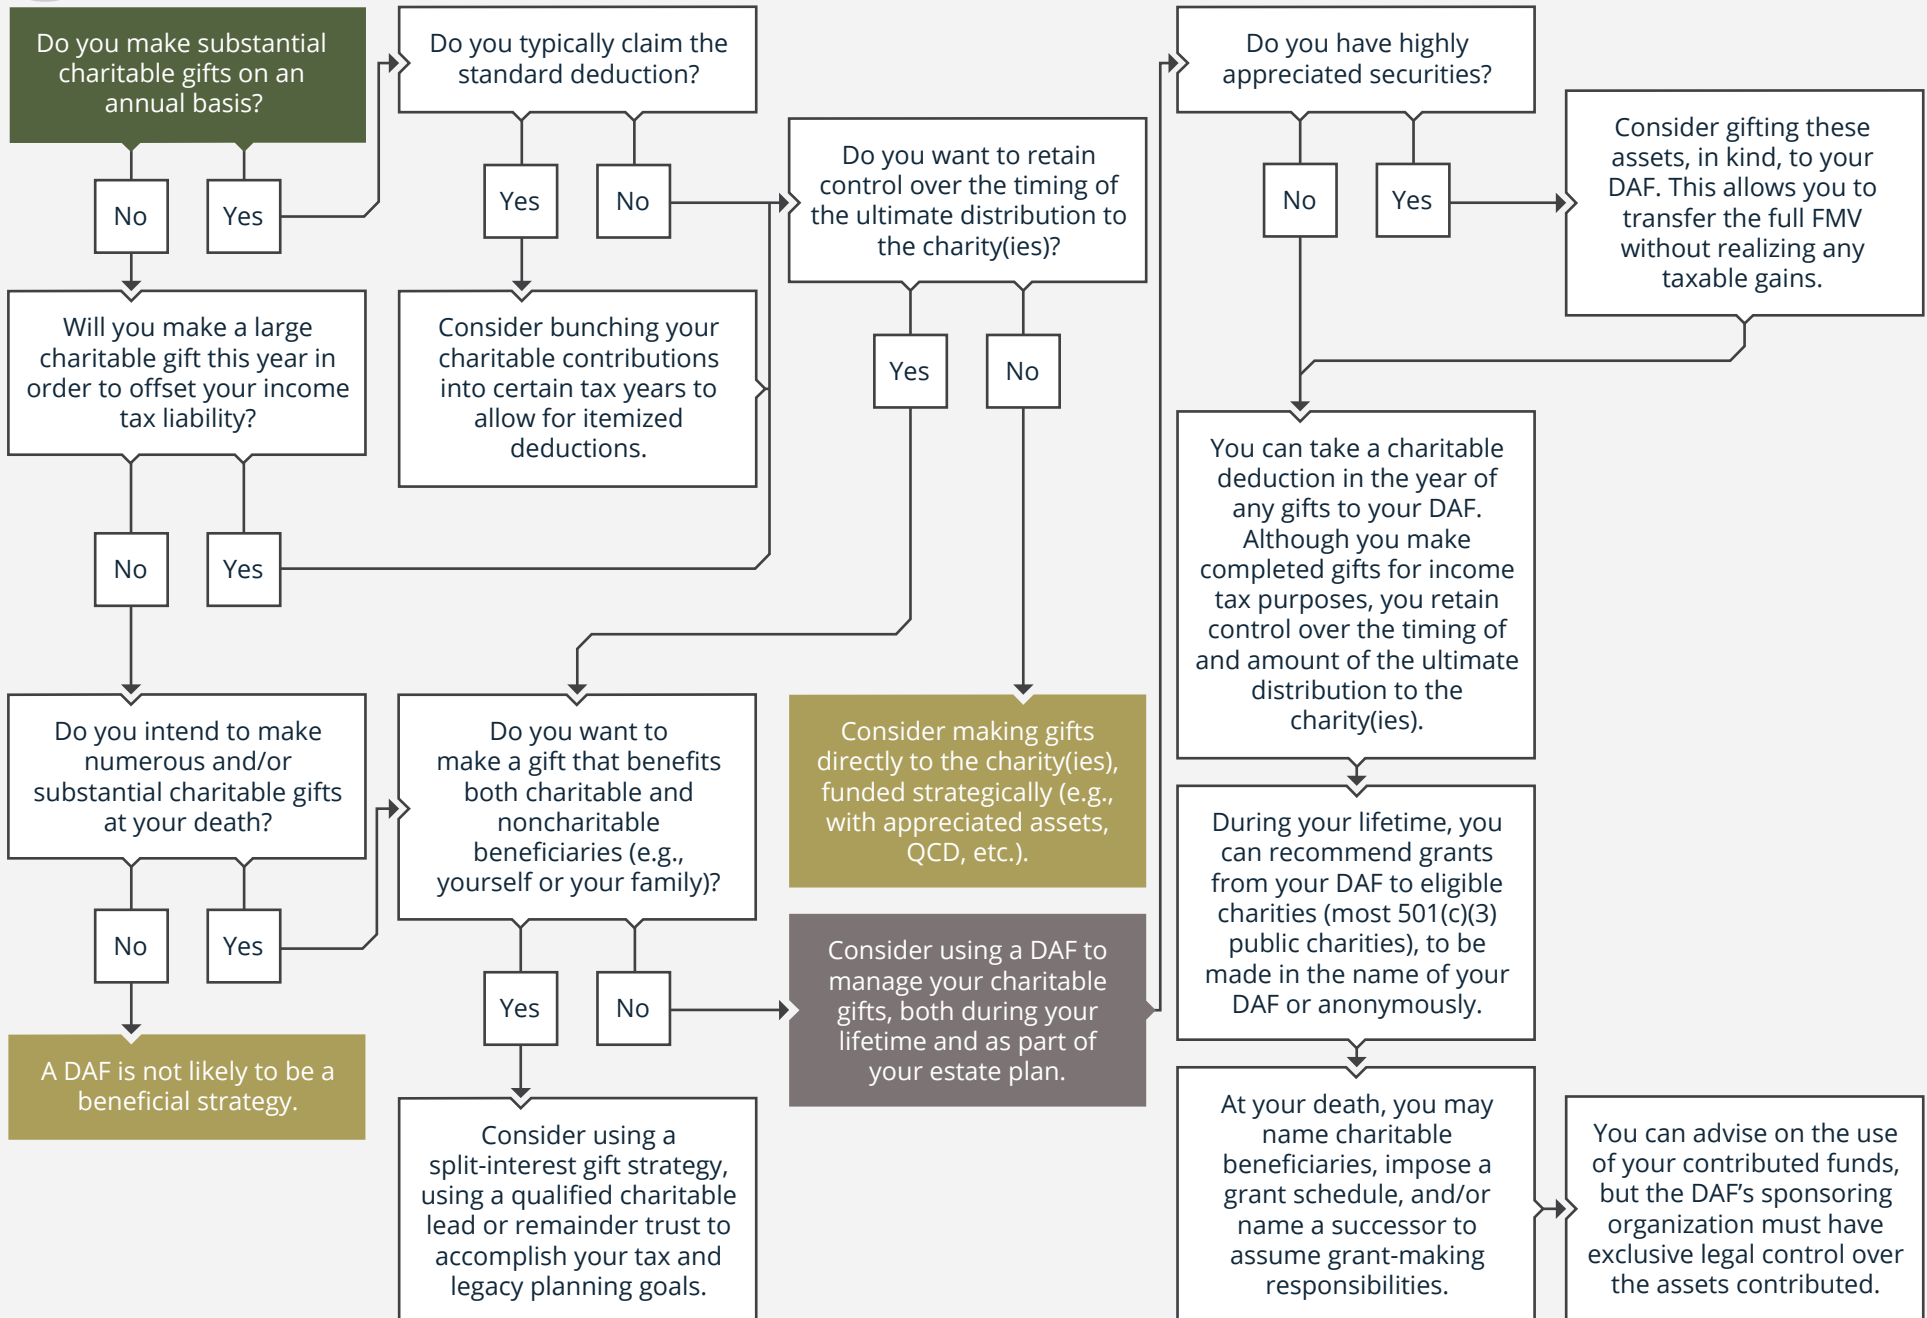 Do you make substantial
charitable gifts on an
annual basis?
No
Yes
Will you make a large
charitable gift this year in
order to offset your income
tax liability?
No
Yes
Do you intend to make
numerous and/or
substantial charitable gifts
at your death?
No
Yes
A DAF is not likely to be a
beneficial strategy.
Do you typically claim the
standard deduction?
Yes
No
Consider bunching your
charitable contributions
into certain tax years to
allow for itemized
deductions.
Do you want to retain
control over the timing of
the ultimate distribution to
the charity(ies)?
Yes
No
Do you want to
make a gift that benefits
both charitable and
noncharitable
beneficiaries (e.g.,
yourself or your family)?
Yes
No
Consider using a
split-interest gift strategy,
using a qualified charitable
lead or remainder trust to
accomplish your tax and
legacy planning goals.
Consider making gifts
directly to the charity(ies),
funded strategically (e.g.,
with appreciated assets,
QCD, etc.).
Consider using a DAF to
manage your charitable
gifts, both during your
lifetime and as part of
your estate plan.
Do you have highly
appreciated securities?
No
Yes
Consider gifting these
assets, in kind, to your
DAF. This allows you to
transfer the full FMV
without realizing any
taxable gains.
You can take a charitable
deduction in the year of
any gifts to your DAF.
Although you make
completed gifts for income
tax purposes, you retain
control over the timing of
and amount of the ultimate
distribution to the
charity(ies).
During your lifetime, you
can recommend grants
from your DAF to eligible
charities (most 501(c)(3)
public charities), to be
made in the name of your
DAF or anonymously.
At your death, you may
name charitable
beneficiaries, impose a
grant schedule, and/or
name a successor to
assume grant-making
responsibilities.
You can advise on the use
of your contributed funds,
but the DAF’s sponsoring
organization must have
exclusive legal control over
the assets contributed.